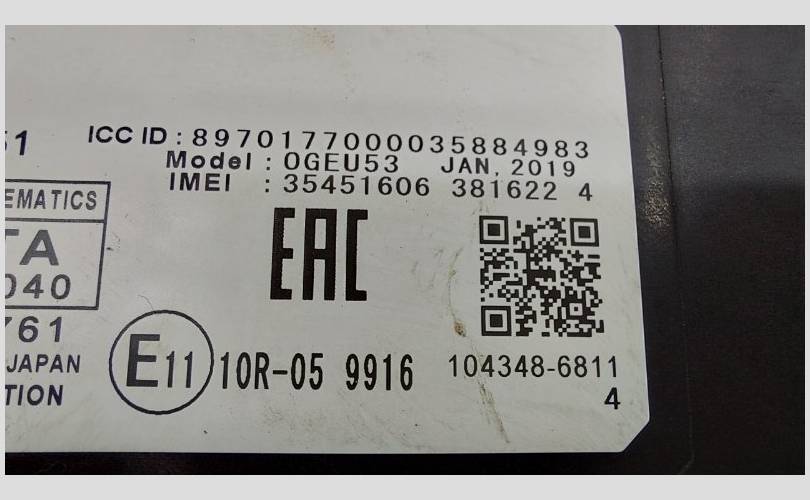 51 ICC ID : 8970177000035884983
Model : 0GEU53 JAN, 2019
IMEI : 35451606 381622 4
EMATICS
TA
040
EAC
761
JAPAN
TION
E11 10R-05 9916
104348-6811
4